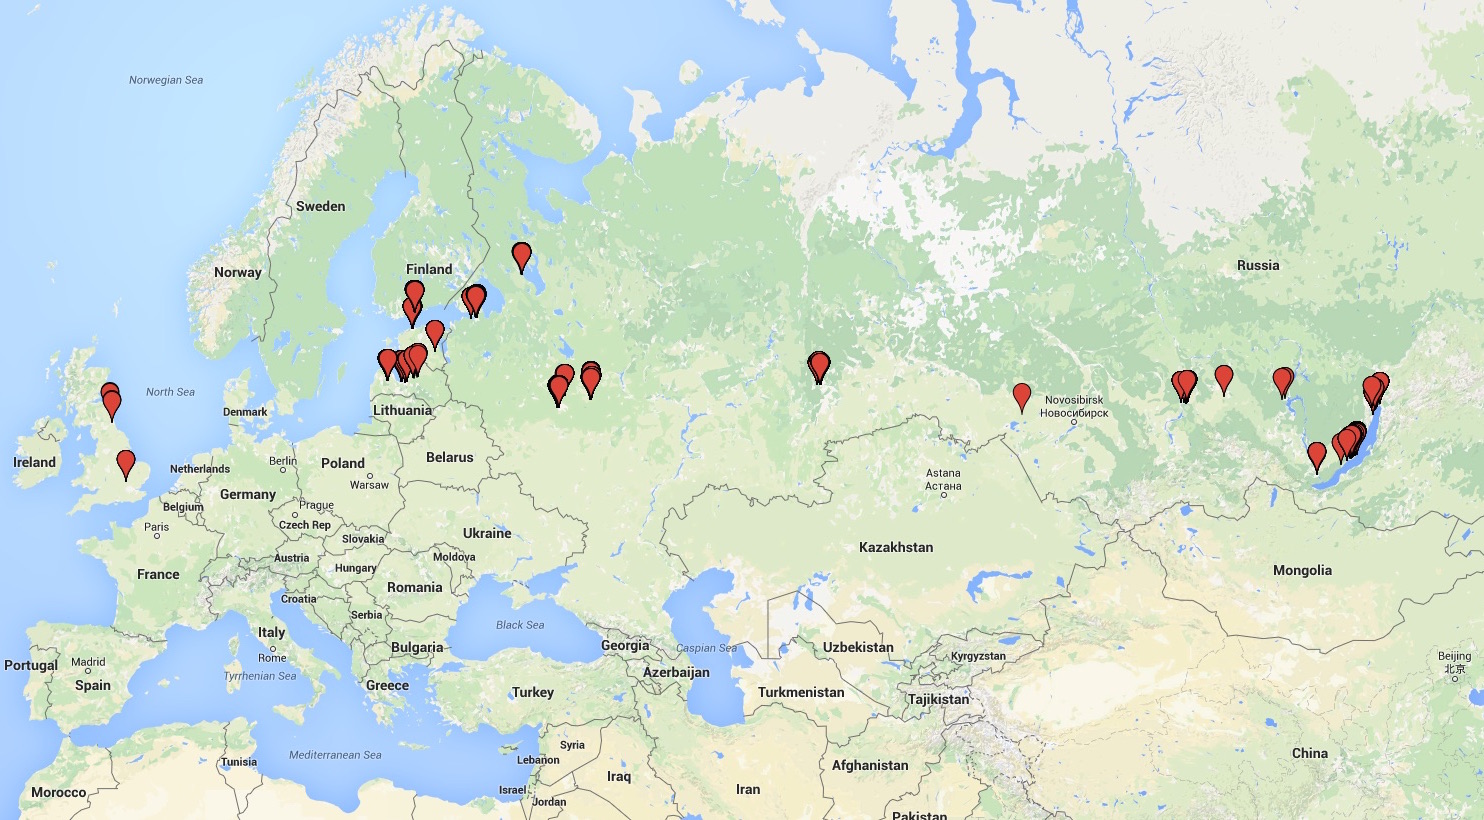 Norwegian Sea
Sweden
Finland
Norway
Russia
North Sea
Denmark
Lithuania
Novosibirsk
Новосибирск
Ireland
Netherlands
Berlin
Poland
Warsaw
Belarus
Germany
Belgium
Prague
Czech Rep
Paris
Astana
Астана
Ukraine
Slovakia
Kazakhstan
Austria
Moldova
Hungary
France
Romania
Mongolia
Croatia
Serbia
Black Sea
Italy
Rome
Bulgaria
Georgia
Caspian Sea
Uzbekistan
Kyrgyzstan
Beijing
北京
Portugal
Madrid
Spain
Tyrrhenian Sea
Greece
Turkey
Azerbaijan
Turkmenistan
Tajikistan
Mediterranean Sea
Tunisia
Syria
Lebanon
Iraq
Iran
Afghanistan
China
Morocco
Israel
Jordan
Pakistan